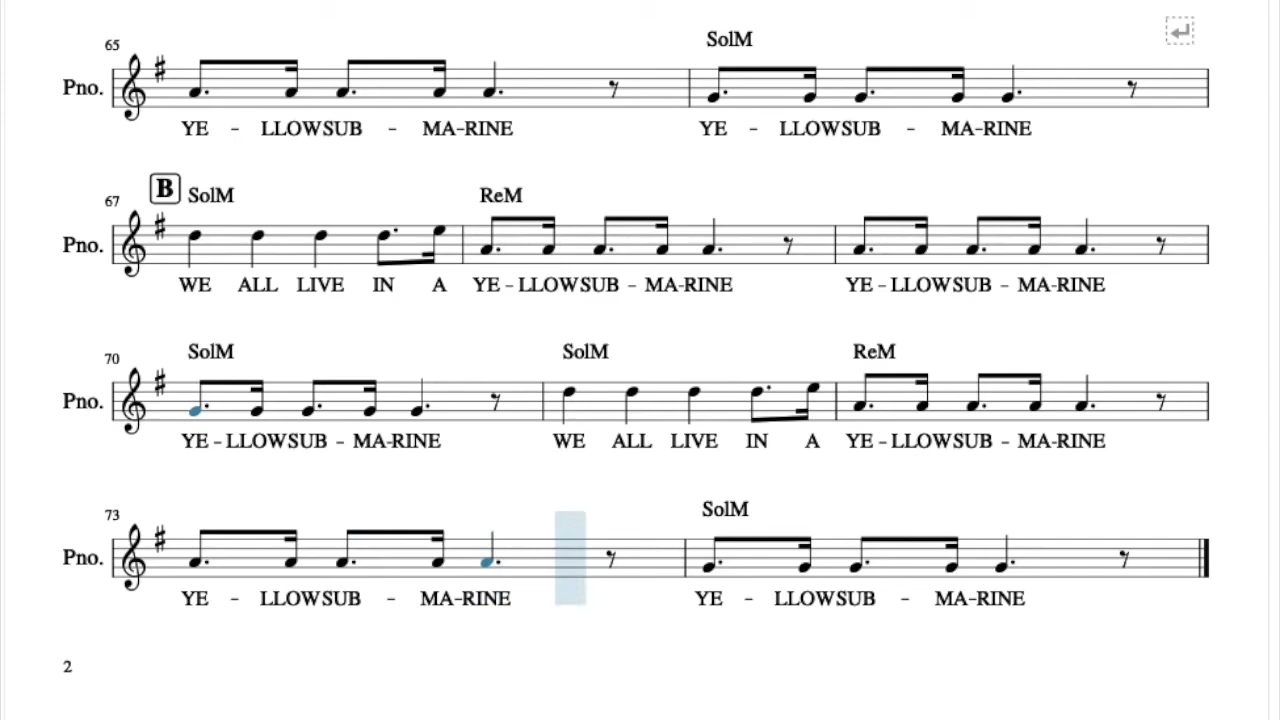 SolM
65
Pno.
YE - LLOWSUB - MA-RINE YE - LLOWSUB - MA-RINE
B SolM ReM
67
Pno.
WE ALL LIVE IN A YE - LLOWSUB - MA-RINE YE - LLOWSUB - MA-RINE
SolM SolM ReM
70
Pno.
YE - LLOWSUB - MA-RINE WE ALL LIVE IN A YE - LLOWSUB - MA-RINE
SolM
73
Pno.
YE - LLOWSUB - MA-RINE YE - LLOWSUB - MA-RINE
2